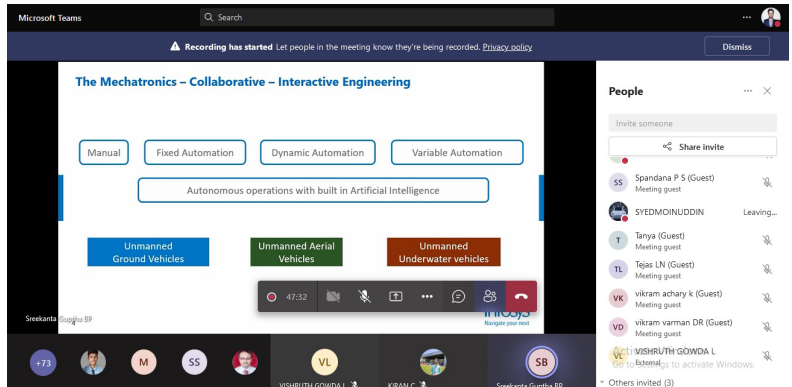 Microsoft Teams
Search
Recording has started Let people in the meeting know they're being recorded. Privacy policy
Dismiss
The Mechatronics – Collaborative – Interactive Engineering
Manual
Fixed Automation
Dynamic Automation
Variable Automation
Autonomous operations with built in Artificial Intelligence
Unmanned
Ground Vehicles
Unmanned Aerial
Vehicles
Unmanned
Underwater vehicles
47:32
Sreekanta Guptha BP
4
Infosys
Navigate your next
People
Invite someone
Share invite
SS
Spandana P S (Guest)
Meeting guest
SYEDMOINUDDIN
Leaving...
T
Tanya (Guest)
Meeting guest
TL
Tejas LN (Guest)
Meeting guest
VK
vikram achary k (Guest)
Meeting guest
VD
vikram varman DR (Guest)
Meeting guest
VL
VISHRUTH GOWDA L
External
Activate Windows
Go to Settings to activate Windows.
Others invited (3)
+73
M
SS
VL
VISHRUTH GOWDA L
KIRAN C
SB
Sreekanta Guptha BP